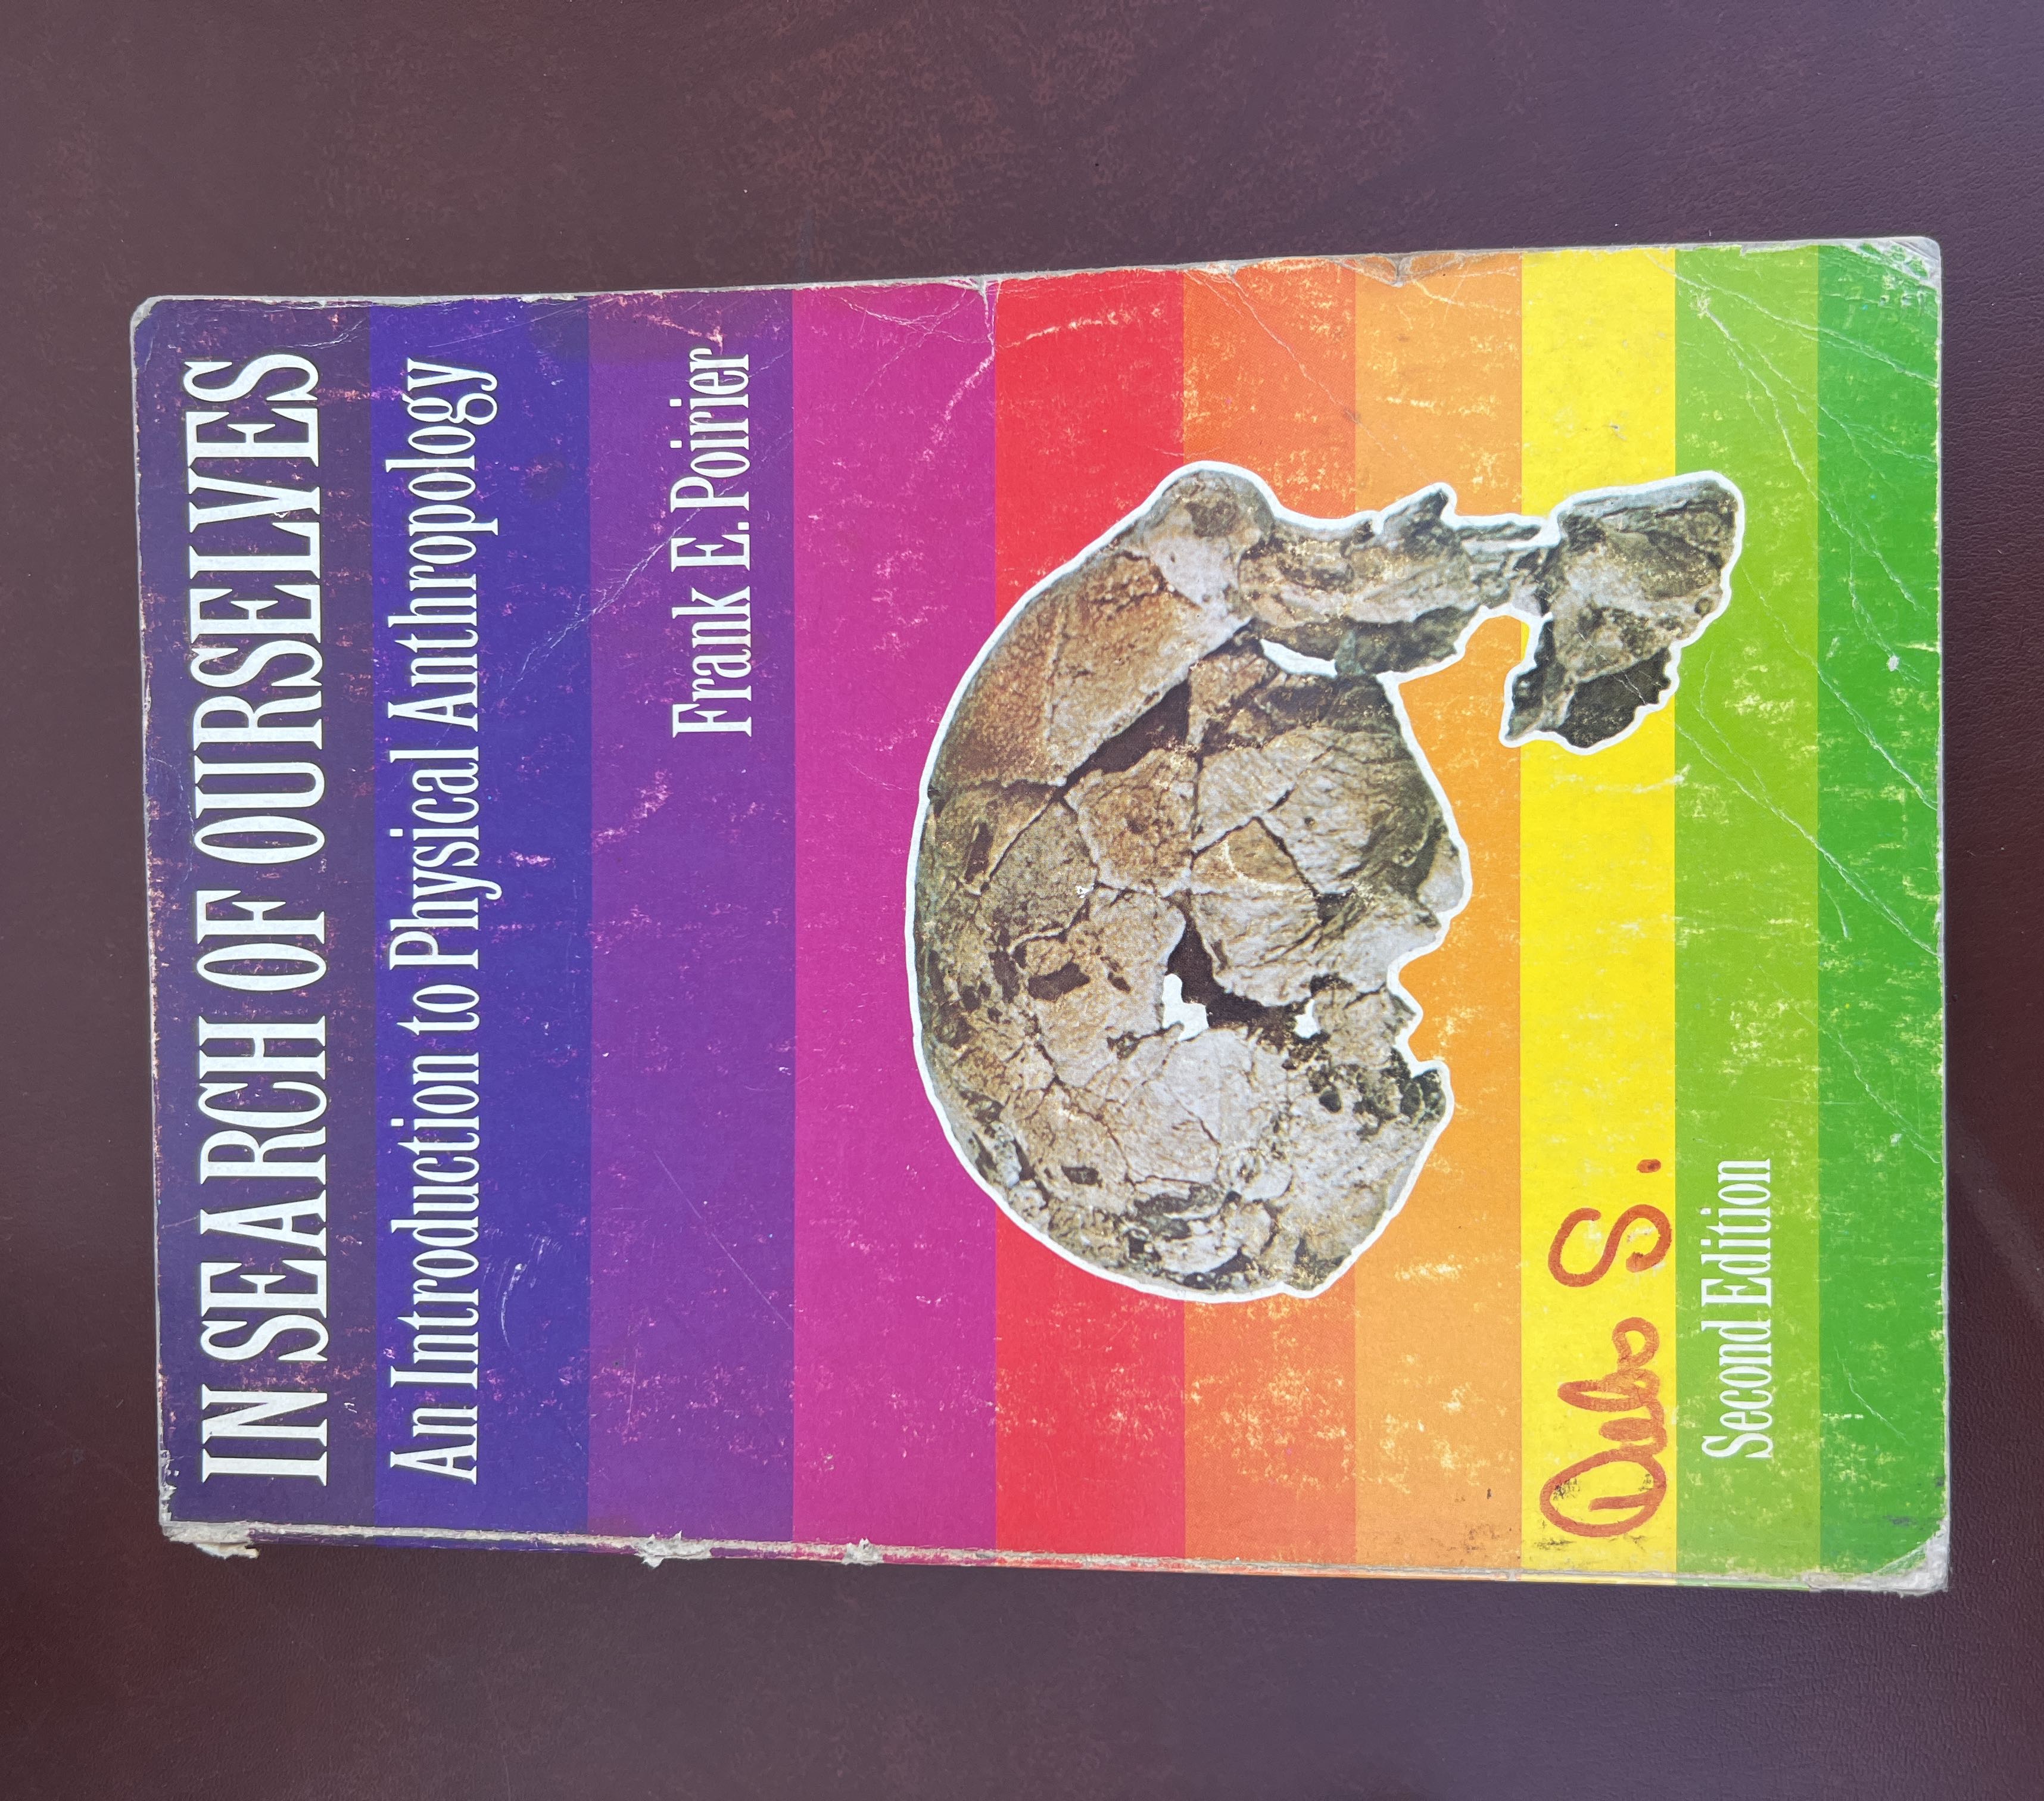 IN SEARCH OF OURSELVES
An Introduction to Physical Anthropology
Frank E. Poirier
S.
Second Edition